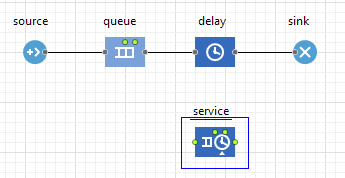 source
queue
delay
sink
service